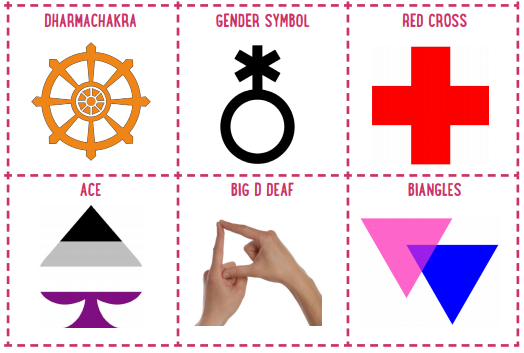 DHARMACHAKRA
GENDER SYMBOL
RED CROSS
ACE
BIG D DEAF
BIANGLES